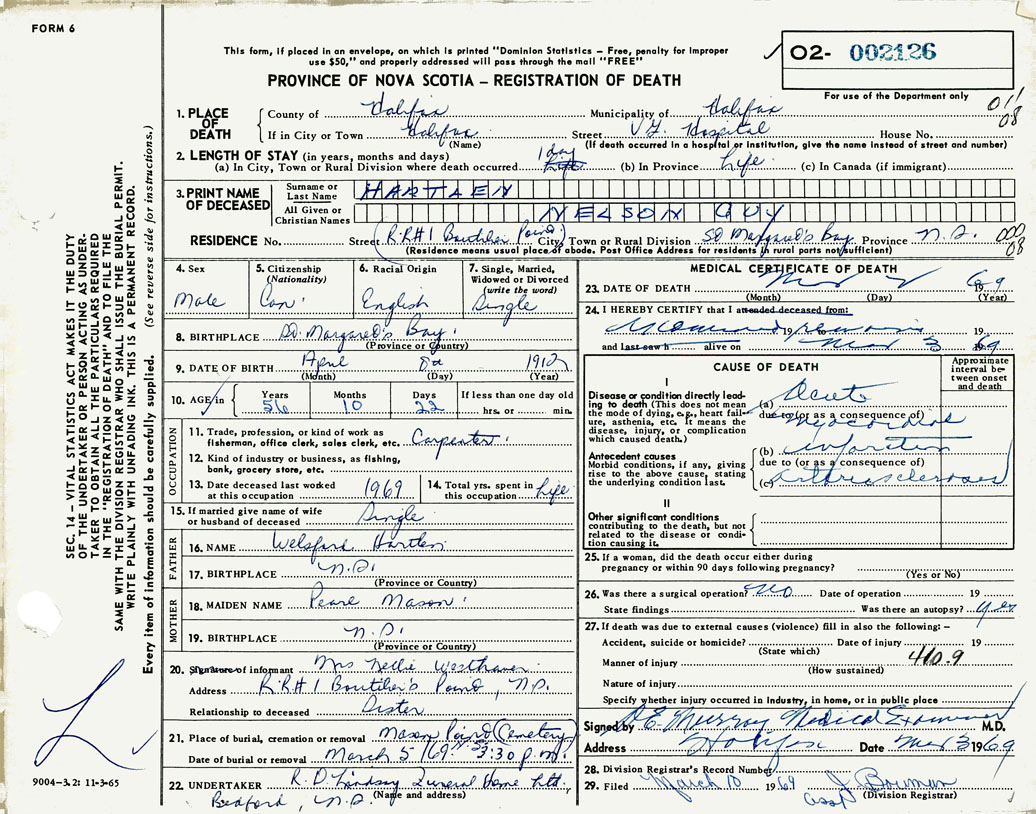 FORM 6
This form, if placed in an envelope, on which is printed "Dominion Statistics – Free, penalty for improper
use $50," and properly addressed will pass through the mail "FREE"
PROVINCE OF NOVA SCOTIA – REGISTRATION OF DEATH
02- 002126
For use of the Department only
011
08
1. PLACE OF DEATH
County of Halifax Municipality of Halifax
If in City or Town Halifax Street V.G. Hospital House No.
(Name) (If death occurred in a hospital or institution, give the name instead of street and number)
2. LENGTH OF STAY (in years, months and days)
(a) In City, Town or Rural Division where death occurred 1 day life (b) In Province life. (c) In Canada (if immigrant)
3. PRINT NAME OF DECEASED
Surname or Last Name HARTLEN
All Given or Christian Names NELSON GUY
RESIDENCE No. Street R.R#1 Boutilier Point City, Town or Rural Division St Margaret's Bay Province N.S. 000
08
(Residence means usual place of abode. Post Office Address for residents in rural parts not sufficient)
4. Sex Male
5. Citizenship (Nationality) Can.
6. Racial Origin English
7. Single, Married, Widowed or Divorced (write the word) Single
8. BIRTHPLACE St. Margaret's Bay.
(Province or Country)
9. DATE OF BIRTH April 8th 1912
(Month) (Day) (Year)
10. AGE in
Years Months Days If less than one day old
56 10 22 hrs. or min.
OCCUPATION
11. Trade, profession, or kind of work as
fisherman, office clerk, sales clerk, etc. Carpenter.
12. Kind of industry or business, as fishing,
bank, grocery store, etc.
13. Date deceased last worked
at this occupation 1969
14. Total yrs. spent in
this occupation life
15. If married give name of wife
or husband of deceased Single
FATHER
16. NAME Welsford Hartlen
17. BIRTHPLACE N.S.
(Province or Country)
MOTHER
18. MAIDEN NAME Pearl Mason.
19. BIRTHPLACE N.S.
(Province or Country)
20. Signature of informant Mrs Nellie Westhaver
Address R.R#1 Boutilier's Point, N.S.
Relationship to deceased Sister
21. Place of burial, cremation or removal Mason Point (Cemetery)
Date of burial or removal March 5/69 3:30 p.m.
22. UNDERTAKER R. D Lindsay Funeral Home Ltd.,
(Name and address)
Bedford, N.S.
MEDICAL CERTIFICATE OF DEATH
23. DATE OF DEATH Mar 2 1969
(Month) (Day) (Year)
24. I HEREBY CERTIFY that I attended deceased from:
examined 19 remains 19
and last saw h alive on Mar 3 1969
CAUSE OF DEATH
Approximate interval between onset and death
I
Disease or condition directly leading to death (This does not mean the mode of dying, e.g., heart failure, asthenia, etc. It means the disease, injury, or complication which caused death.)
(a) Acute
due to (or as a consequence of)
myocardial
Antecedent causes
Morbid conditions, if any, giving rise to the above cause, stating the underlying condition last.
(b) infarction
due to (or as a consequence of)
(c) Arteriosclerosis
II
Other significant conditions contributing to the death, but not related to the disease or condition causing it.
25. If a woman, did the death occur either during
pregnancy or within 90 days following pregnancy?
(Yes or No)
26. Was there a surgical operation? No Date of operation 19
State findings Was there an autopsy? Yes
27. If death was due to external causes (violence) fill in also the following: –
Accident, suicide or homicide? Date of injury 19
(State which)
Manner of injury 410.9
(How sustained)
Nature of injury
Specify whether injury occurred in Industry, in home, or in public place
Signed by D E Murray Medical Examiner M.D.
Address Halifax Date Mar 3 1969
28. Division Registrar's Record Number
29. Filed March 10 1969 J. Bowman
(Division Registrar)
SEC. 14 – VITAL STATISTICS ACT MAKES IT THE DUTY
OF THE UNDERTAKER OR PERSON ACTING AS UNDER-
TAKER TO OBTAIN ALL THE PARTICULARS REQUIRED
IN THE "REGISTRATION OF DEATH" AND TO FILE THE
SAME WITH THE DIVISION REGISTRAR WHO SHALL ISSUE THE BURIAL PERMIT.
WRITE PLAINLY WITH UNFADING INK. THIS IS A PERMANENT RECORD.
Every item of information should be carefully supplied. (See reverse side for instructions.)
9004–3.2: 11-3-65